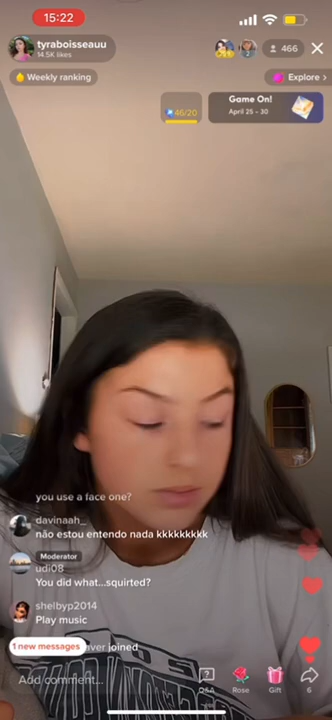 15:22
tyraboisseauu
14.5K likes
466
Weekly ranking
Explore >
46/20
Game On!
April 25 - 30
you use a face one?
davinaah_
não estou entendo nada kkkkkkkkk
Moderator
udi08
You did what...squirted?
shelbyp2014
Play music
1 new messages
joined
Add comment...
Q&A
Rose
Gift
6